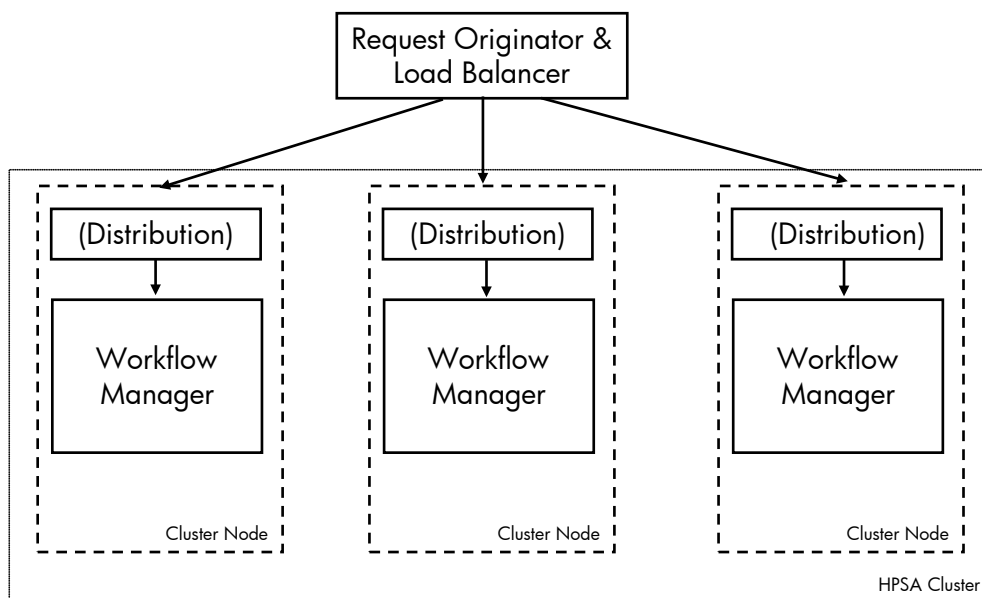 Request Originator &
Load Balancer
(Distribution)
(Distribution)
(Distribution)
Workflow
Manager
Workflow
Manager
Workflow
Manager
Cluster Node
Cluster Node
Cluster Node
HPSA Cluster